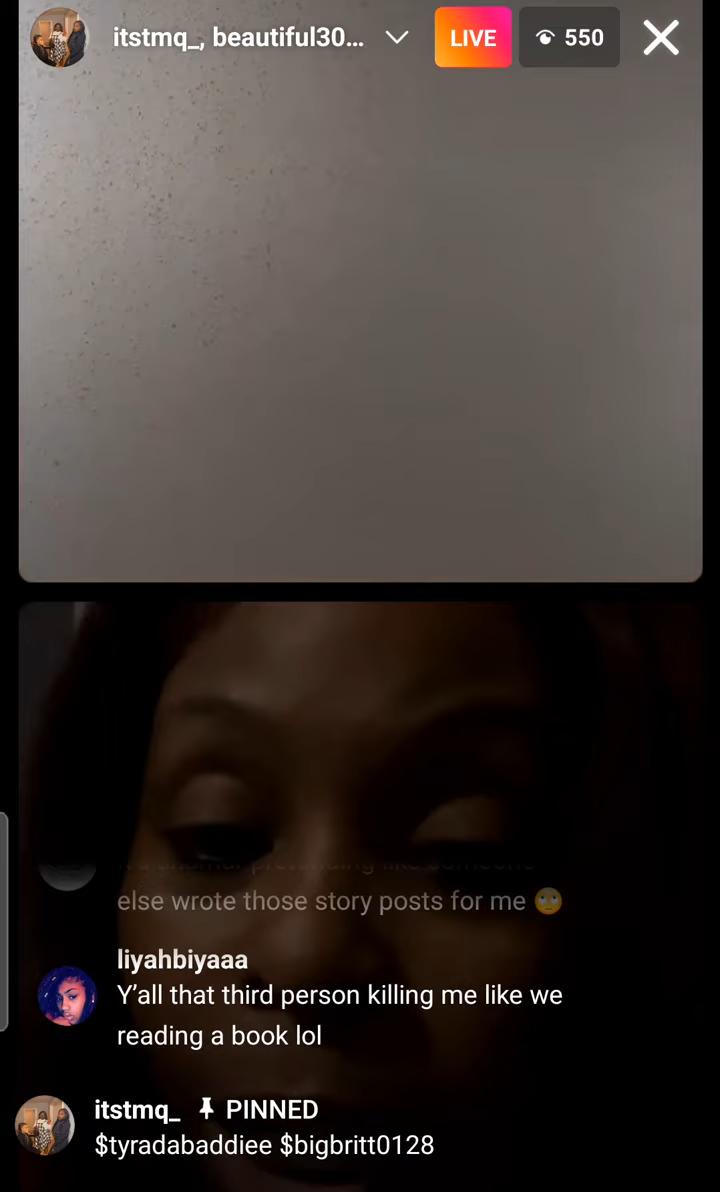 itstmq_, beautiful30...
LIVE
550
else wrote those story posts for me 🙄
liyahbiyaaa
Y'all that third person killing me like we
reading a book lol
itstmq_ PINNED
$tyradabaddiee $bigbritt0128